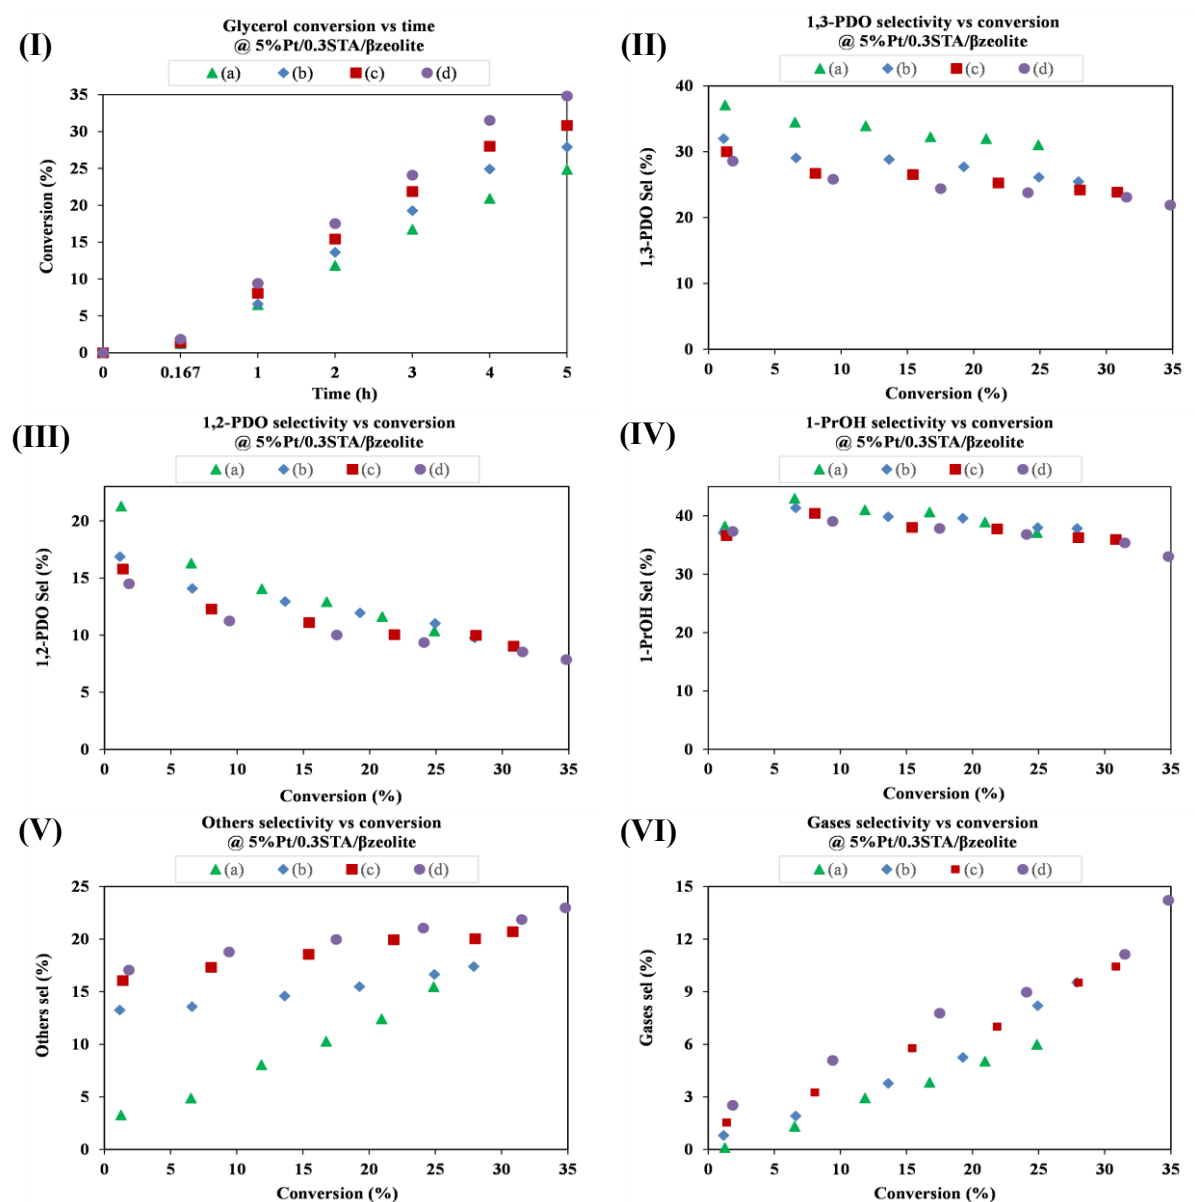 (I)
Glycerol conversion vs time
@ 5%Pt/0.3STA/βzeolite
(a) (b) (c) (d)
Conversion (%)
35
30
25
20
15
10
5
0
0 0.167 1 2 3 4 5
Time (h)
(II)
1,3-PDO selectivity vs conversion
@ 5%Pt/0.3STA/βzeolite
(a) (b) (c) (d)
1,3-PDO Sel (%)
40
30
20
10
0
0 5 10 15 20 25 30 35
Conversion (%)
(III)
1,2-PDO selectivity vs conversion
@ 5%Pt/0.3STA/βzeolite
(a) (b) (c) (d)
1,2-PDO Sel (%)
20
15
10
5
0
0 5 10 15 20 25 30 35
Conversion (%)
(IV)
1-PrOH selectivity vs conversion
@ 5%Pt/0.3STA/βzeolite
(a) (b) (c) (d)
1-PrOH Sel (%)
40
30
20
10
0
0 5 10 15 20 25 30 35
Conversion (%)
(V)
Others selectivity vs conversion
@ 5%Pt/0.3STA/βzeolite
(a) (b) (c) (d)
Others sel (%)
25
20
15
10
5
0
0 5 10 15 20 25 30 35
Conversion (%)
(VI)
Gases selectivity vs conversion
@ 5%Pt/0.3STA/βzeolite
(a) (b) (c) (d)
Gases sel (%)
15
12
9
6
3
0
0 5 10 15 20 25 30 35
Conversion (%)